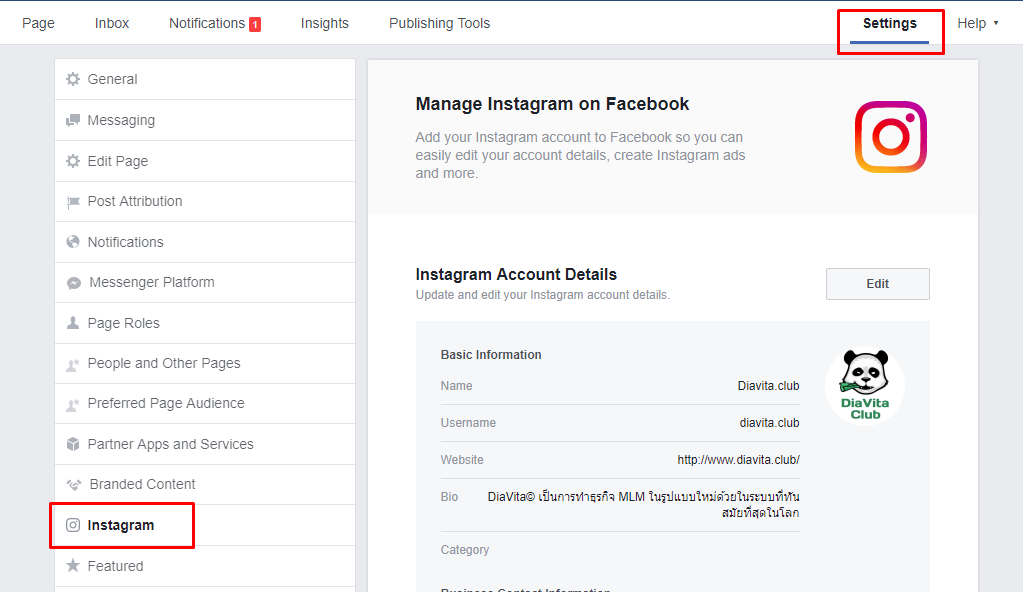 Page Inbox Notifications 1 Insights Publishing Tools Settings Help
General
Messaging
Edit Page
Post Attribution
Notifications
Messenger Platform
Page Roles
People and Other Pages
Preferred Page Audience
Partner Apps and Services
Branded Content
Instagram
Featured
Manage Instagram on Facebook
Add your Instagram account to Facebook so you can
easily edit your account details, create Instagram ads
and more.
Instagram Account Details
Update and edit your Instagram account details.
Edit
Basic Information
Name Diavita.club
Username diavita.club
Website http://www.diavita.club/
Bio DiaVita© เป็นการทำธุรกิจ MLM ในรูปแบบใหม่ด้วยในระบบที่ทัน
สมัยที่สุดในโลก
Category
Business Contact Information
DiaVita
Club